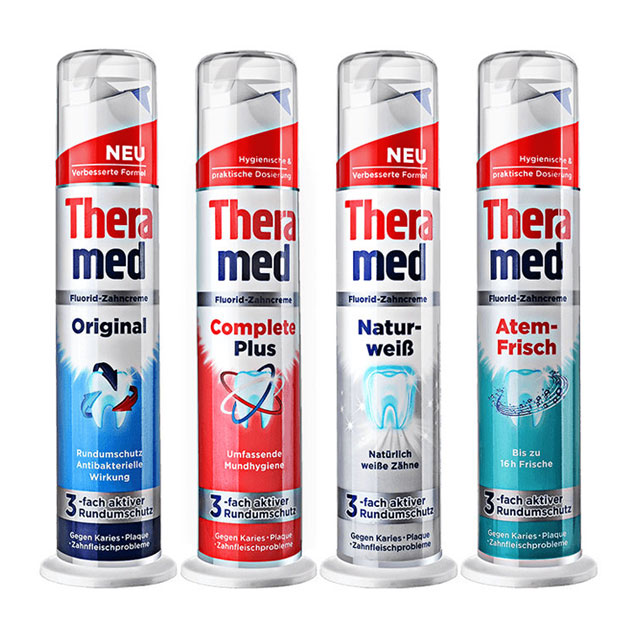 NEU
Verbesserte Formel
Thera
med
Fluorid-Zahncreme
Original
Rundumschutz
Antibakterielle
Wirkung
3-fach aktiver
Rundumschutz
Gegen Karies · Plaque
· Zahnfleischprobleme
Hygienische &
praktische Dosierung
Thera
med
Fluorid-Zahncreme
Complete
Plus
Umfassende
Mundhygiene
3-fach aktiver
Rundumschutz
Gegen Karies · Plaque
· Zahnfleischprobleme
NEU
Verbesserte Formel
Thera
med
Fluorid-Zahncreme
Natur-
weiß
Natürlich
weiße Zähne
3-fach aktiver
Rundumschutz
Gegen Karies · Plaque
· Zahnfleischprobleme
Hygienische &
praktische Dosierung
Thera
med
Fluorid-Zahncreme
Atem-
Frisch
Bis zu
16h Frische
3-fach aktiver
Rundumschutz
Gegen Karies · Plaque
· Zahnfleischprobleme